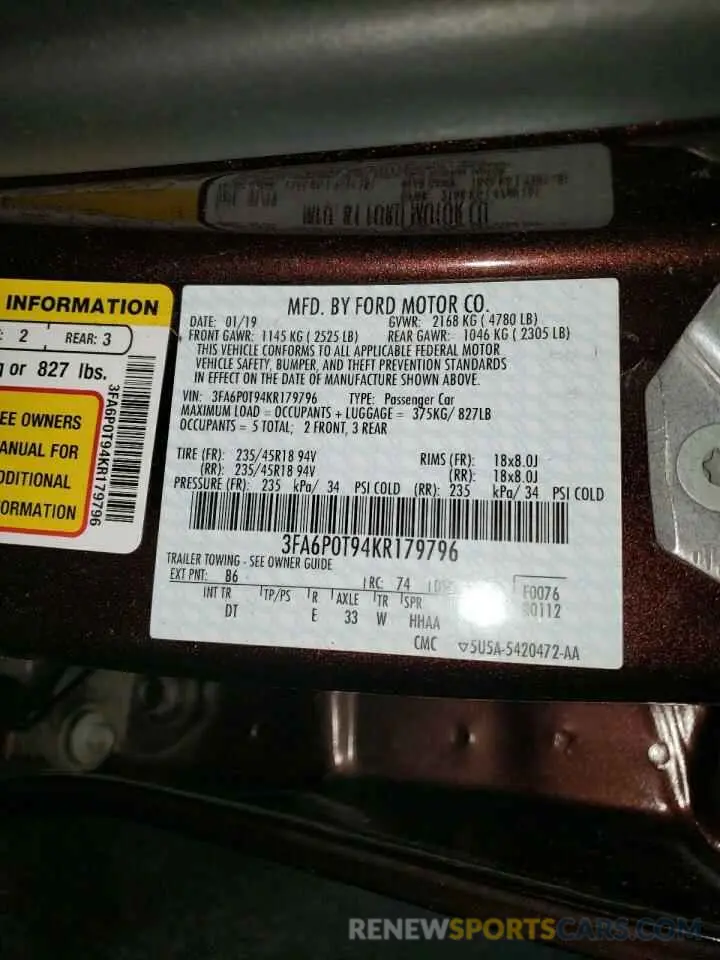 INFORMATION
: 2 REAR: 3
g or 827 lbs.
EE OWNERS
ANUAL FOR
DDITIONAL
FORMATION
3FA6P0T94KR179796
MFD. BY FORD MOTOR CO.
DATE: 01/19 GVWR: 2168 KG ( 4780 LB)
FRONT GAWR: 1145 KG ( 2525 LB) REAR GAWR: 1046 KG ( 2305 LB)
THIS VEHICLE CONFORMS TO ALL APPLICABLE FEDERAL MOTOR
VEHICLE SAFETY, BUMPER, AND THEFT PREVENTION STANDARDS
IN EFFECT ON THE DATE OF MANUFACTURE SHOWN ABOVE.
VIN: 3FA6P0T94KR179796 TYPE: Passenger Car
MAXIMUM LOAD = OCCUPANTS + LUGGAGE = 375KG/ 827LB
OCCUPANTS = 5 TOTAL; 2 FRONT, 3 REAR
TIRE (FR): 235/45R18 94V RIMS (FR): 18x8.0J
(RR): 235/45R18 94V (RR): 18x8.0J
PRESSURE (FR): 235 kPa/ 34 PSI COLD (RR): 235 kPa/ 34 PSI COLD
3FA6P0T94KR179796
TRAILER TOWING - SEE OWNER GUIDE
EXT PNT: B6 RC: 74 F0076
INT TR TP/PS R AXLE TR SPR
DT E 33 W HHAA
CMC ▽5U5A-5420472-AA
RENEWSPORTSCARS.COM